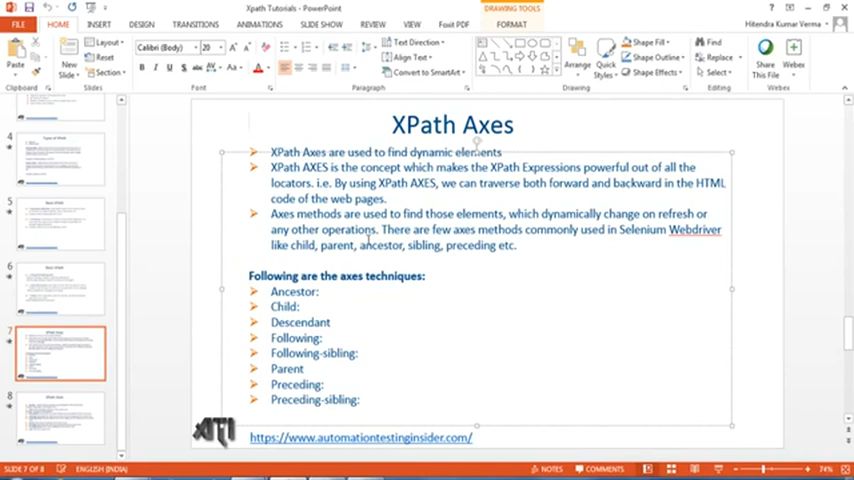 Xpath Tutorials - PowerPoint
DRAWING TOOLS
FILE HOME INSERT DESIGN TRANSITIONS ANIMATIONS SLIDE SHOW REVIEW VIEW Foxit PDF FORMAT
Hitendra Kumar Verma
Paste
New Slide
Layout
Reset
Section
Calibri (Body) 20
Text Direction
Align Text
Convert to SmartArt
Arrange
Quick Styles
Shape Fill
Shape Outline
Shape Effects
Find
Replace
Select
Share This File
Webex
Clipboard Slides Font Paragraph Drawing Editing Share Webex
4
5
6
7
8
XPath Axes
XPath Axes are used to find dynamic elements
XPath AXES is the concept which makes the XPath Expressions powerful out of all the
locators. i.e. By using XPath AXES, we can traverse both forward and backward in the HTML
code of the web pages.
Axes methods are used to find those elements, which dynamically change on refresh or
any other operations. There are few axes methods commonly used in Selenium Webdriver
like child, parent, ancestor, sibling, preceding etc.
Following are the axes techniques:
Ancestor:
Child:
Descendant
Following:
Following-sibling:
Parent
Preceding:
Preceding-sibling:
ATI
https://www.automationtestinginsider.com/
SLIDE 7 OF 8 ENGLISH (INDIA) NOTES COMMENTS 74%